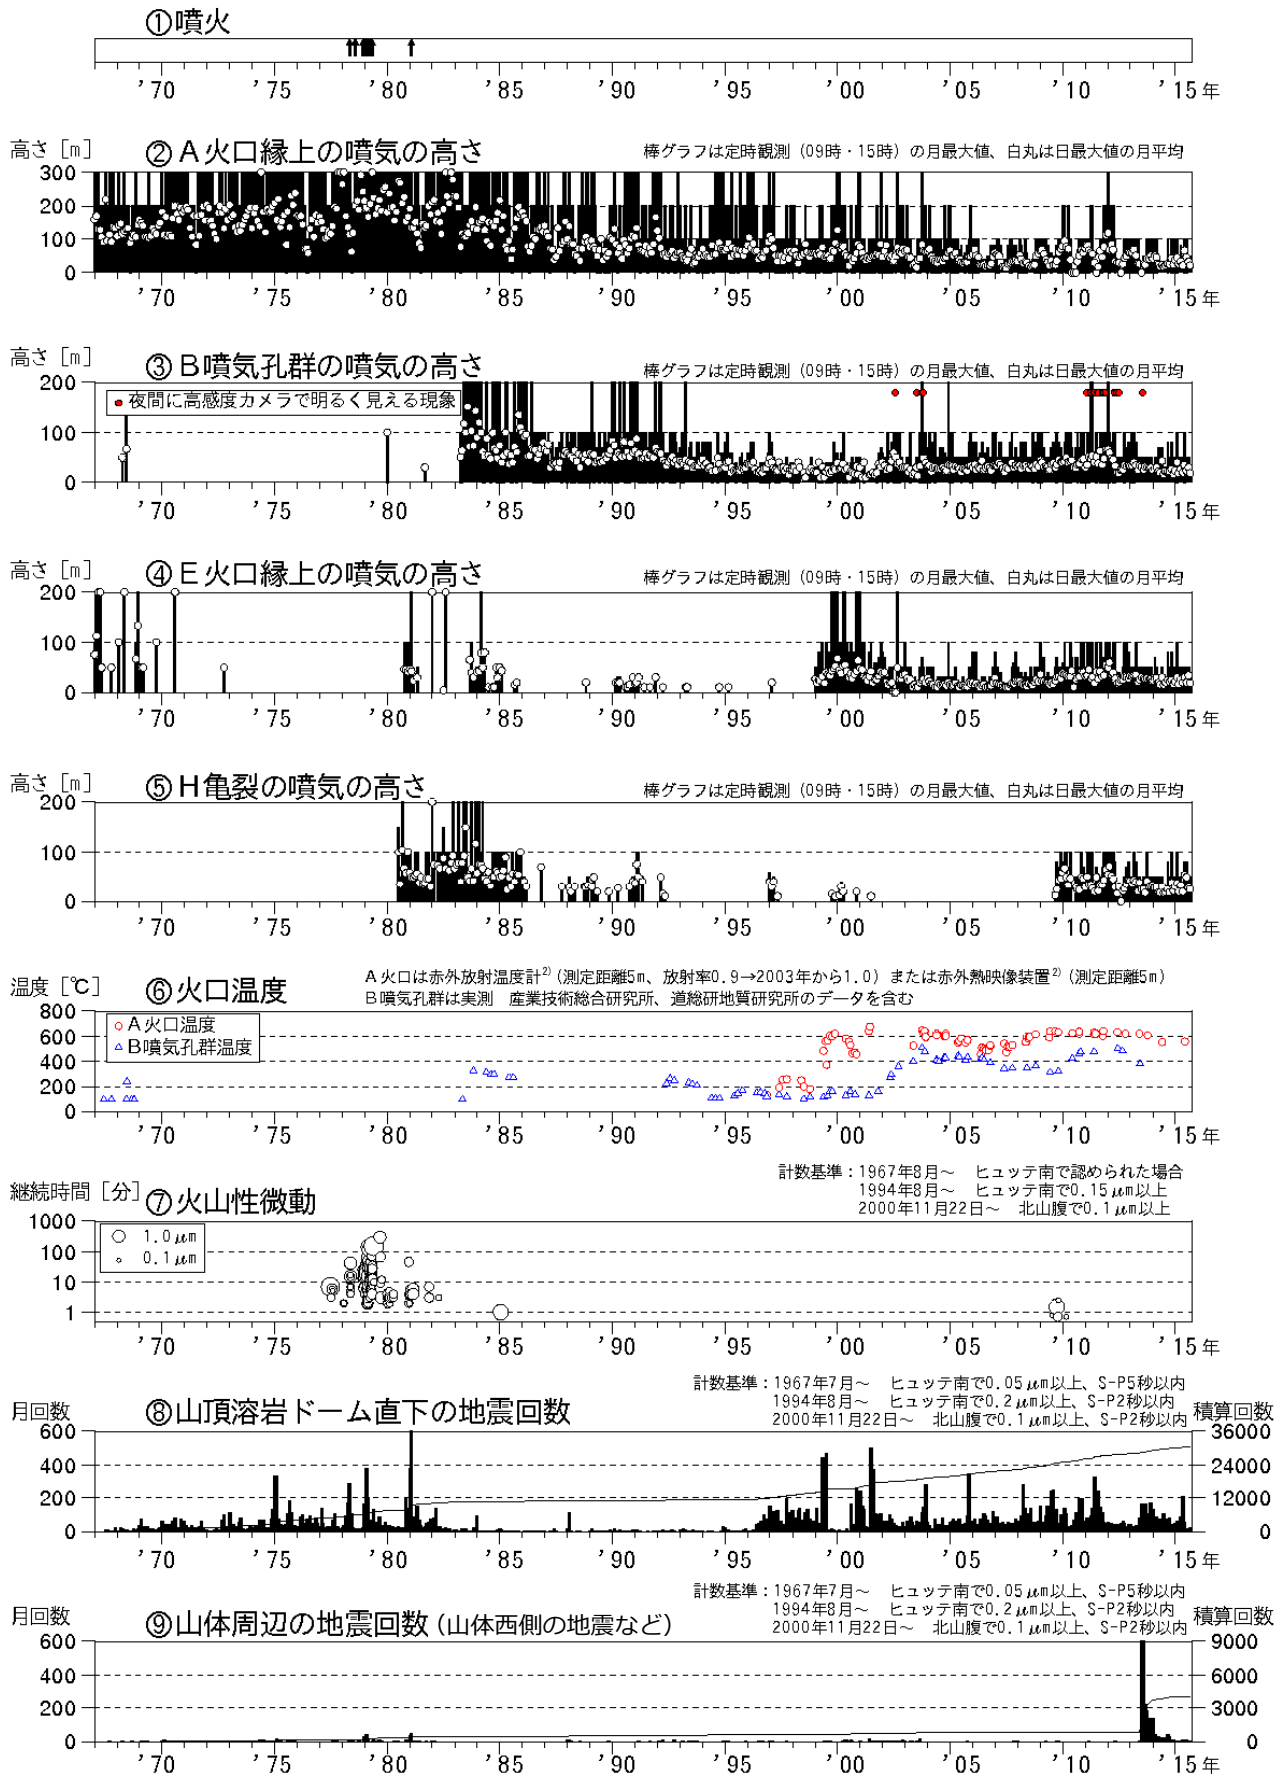 ①噴火
'70 '75 '80 '85 '90 '95 '00 '05 '10 '15 年
高さ [m] ②A火口縁上の噴気の高さ 棒グラフは定時観測（09時・15時）の月最大値、白丸は日最大値の月平均
300
200
100
0
'70 '75 '80 '85 '90 '95 '00 '05 '10 '15 年
高さ [m] ③B噴気孔群の噴気の高さ 棒グラフは定時観測（09時・15時）の月最大値、白丸は日最大値の月平均
200
夜間に高感度カメラで明るく見える現象
100
0
'70 '75 '80 '85 '90 '95 '00 '05 '10 '15 年
高さ [m] ④E火口縁上の噴気の高さ 棒グラフは定時観測（09時・15時）の月最大値、白丸は日最大値の月平均
200
100
0
'70 '75 '80 '85 '90 '95 '00 '05 '10 '15 年
高さ [m] ⑤H亀裂の噴気の高さ 棒グラフは定時観測（09時・15時）の月最大値、白丸は日最大値の月平均
200
100
0
'70 '75 '80 '85 '90 '95 '00 '05 '10 '15 年
温度 [℃] ⑥火口温度 A火口は赤外放射温度計2)（測定距離5m、放射率0.9→2003年から1.0）または赤外熱映像装置2)（測定距離5m）
B噴気孔群は実測 産業技術総合研究所、道総研地質研究所のデータを含む
800
A火口温度
600
B噴気孔群温度
400
200
0
'70 '75 '80 '85 '90 '95 '00 '05 '10 '15 年
計数基準：1967年8月～ ヒュッテ南で認められた場合
継続時間 [分] ⑦火山性微動 1994年8月～ ヒュッテ南で0.15μm以上
2000年11月22日～ 北山腹で0.1μm以上
1000
1.0μm
100
0.1μm
10
1
'70 '75 '80 '85 '90 '95 '00 '05 '10 '15 年
計数基準：1967年7月～ ヒュッテ南で0.05μm以上、S-P5秒以内
月回数 ⑧山頂溶岩ドーム直下の地震回数 1994年8月～ ヒュッテ南で0.2μm以上、S-P2秒以内
2000年11月22日～ 北山腹で0.1μm以上、S-P2秒以内 積算回数
600 36000
400 24000
200 12000
0 0
'70 '75 '80 '85 '90 '95 '00 '05 '10 '15 年
計数基準：1967年7月～ ヒュッテ南で0.05μm以上、S-P5秒以内
月回数 ⑨山体周辺の地震回数（山体西側の地震など） 1994年8月～ ヒュッテ南で0.2μm以上、S-P2秒以内
2000年11月22日～ 北山腹で0.1μm以上、S-P2秒以内 積算回数
600 9000
400 6000
200 3000
0 0
'70 '75 '80 '85 '90 '95 '00 '05 '10 '15 年